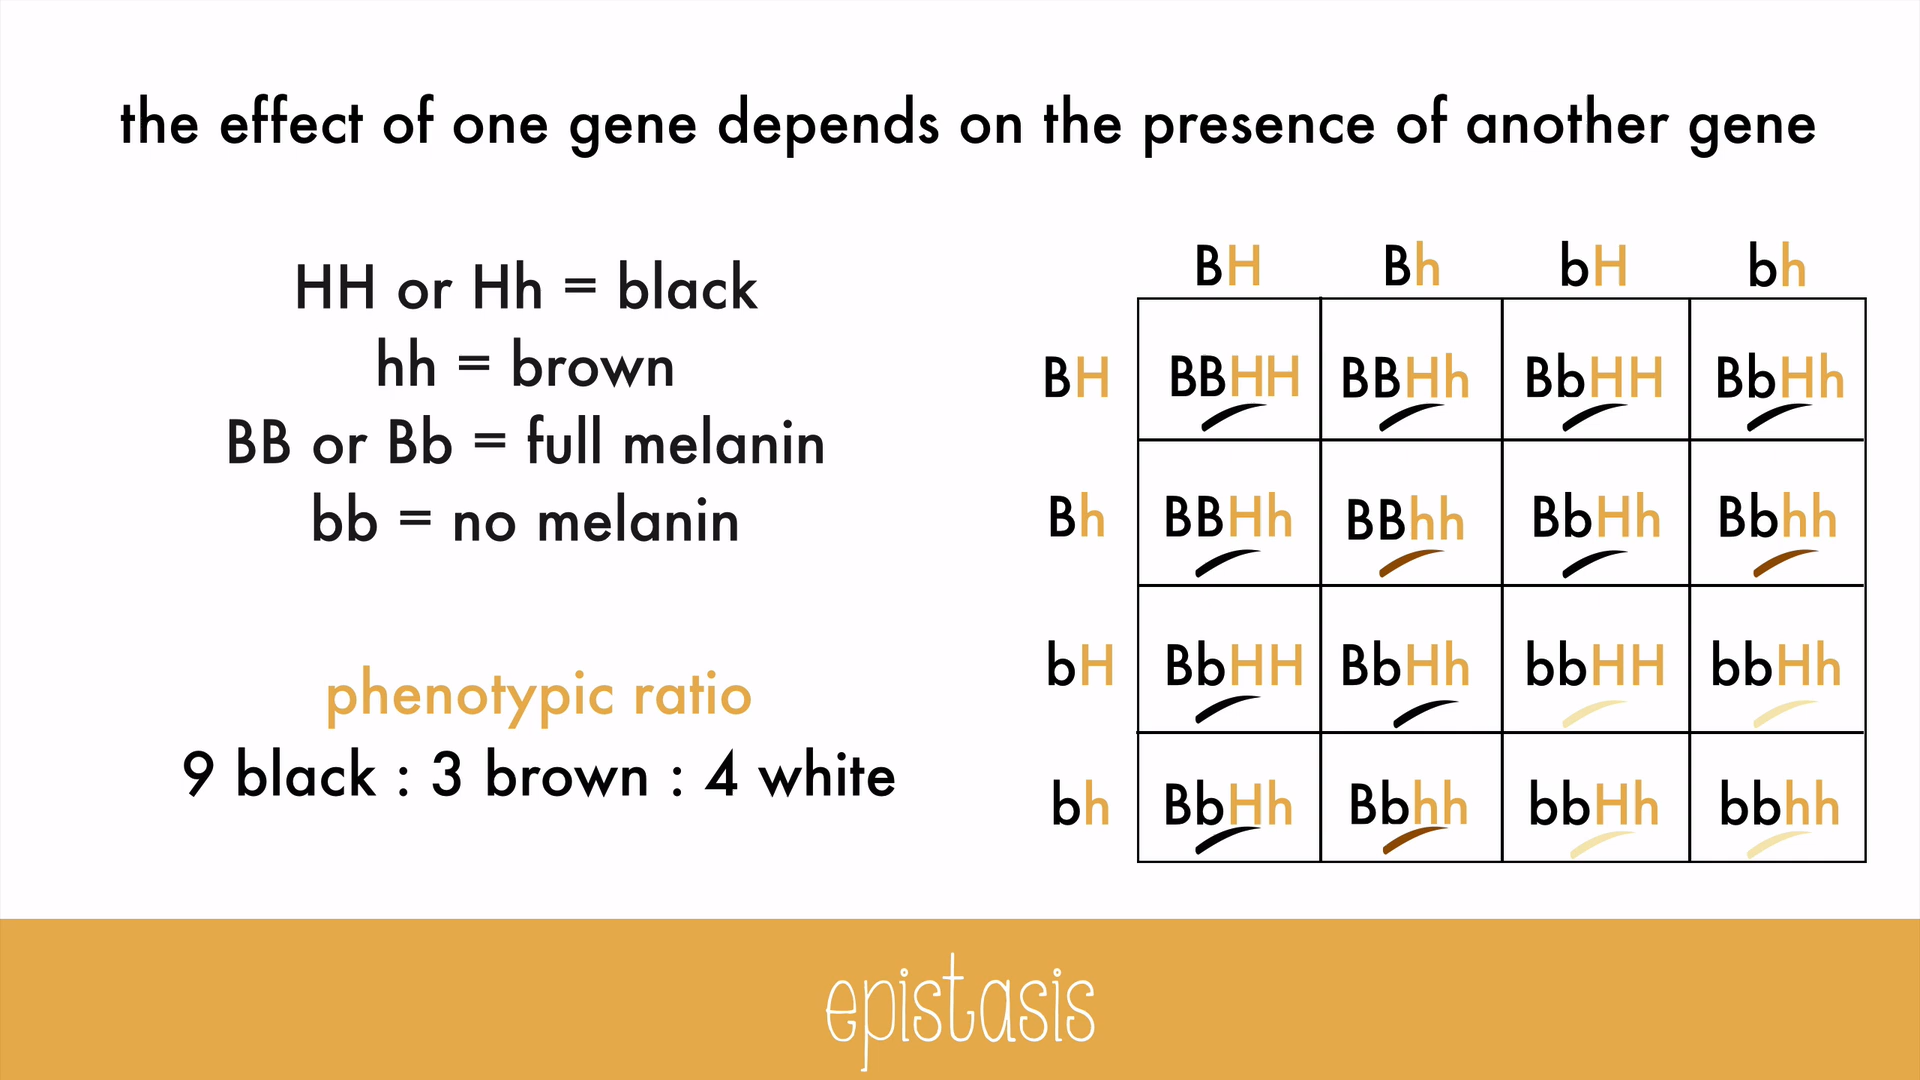 the effect of one gene depends on the presence of another gene
HH or Hh = black
hh = brown
BB or Bb = full melanin
bb = no melanin
phenotypic ratio
9 black : 3 brown : 4 white
BH Bh bH bh
BH BBHH BBHh BbHH BbHh
Bh BBHh BBhh BbHh Bbhh
bH BbHH BbHh bbHH bbHh
bh BbHh Bbhh bbHh bbhh
epistasis